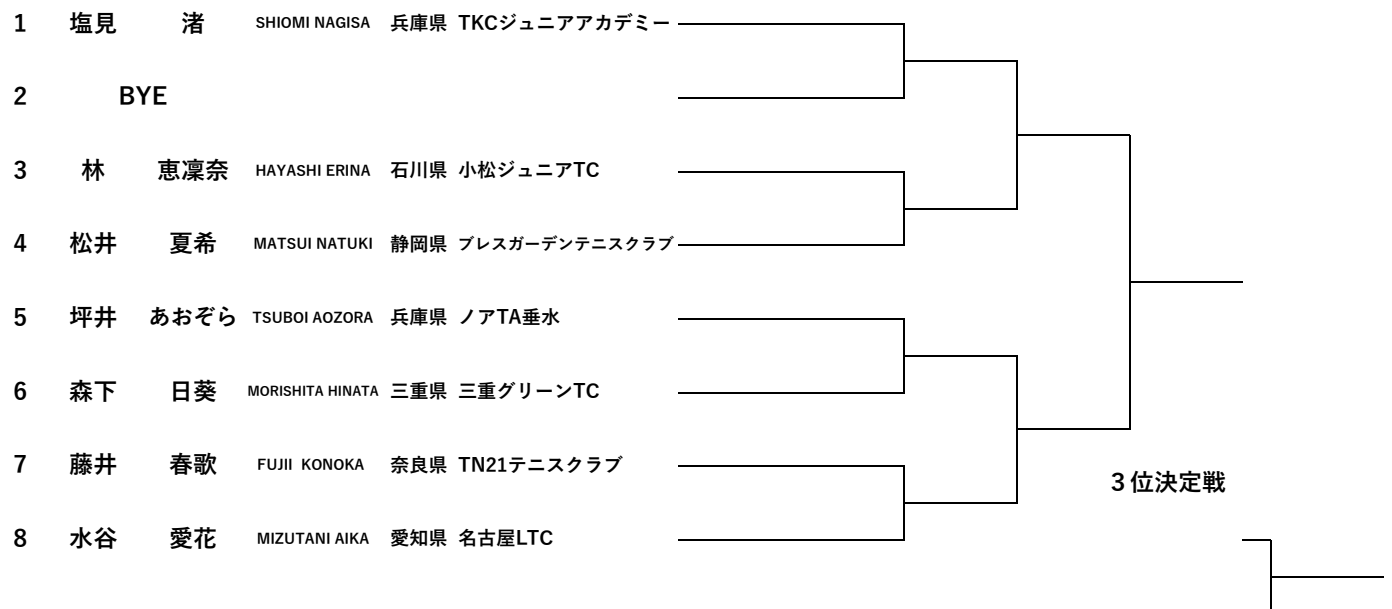 1 塩見 渚 SHIOMI NAGISA 兵庫県 TKCジュニアアカデミー
2 BYE
3 林 恵凜奈 HAYASHI ERINA 石川県 小松ジュニアTC
4 松井 夏希 MATSUI NATUKI 静岡県 ブレスガーデンテニスクラブ
5 坪井 あおぞら TSUBOI AOZORA 兵庫県 ノアTA垂水
6 森下 日葵 MORISHITA HINATA 三重県 三重グリーンTC
7 藤井 春歌 FUJII KONOKA 奈良県 TN21テニスクラブ
３位決定戦
8 水谷 愛花 MIZUTANI AIKA 愛知県 名古屋LTC